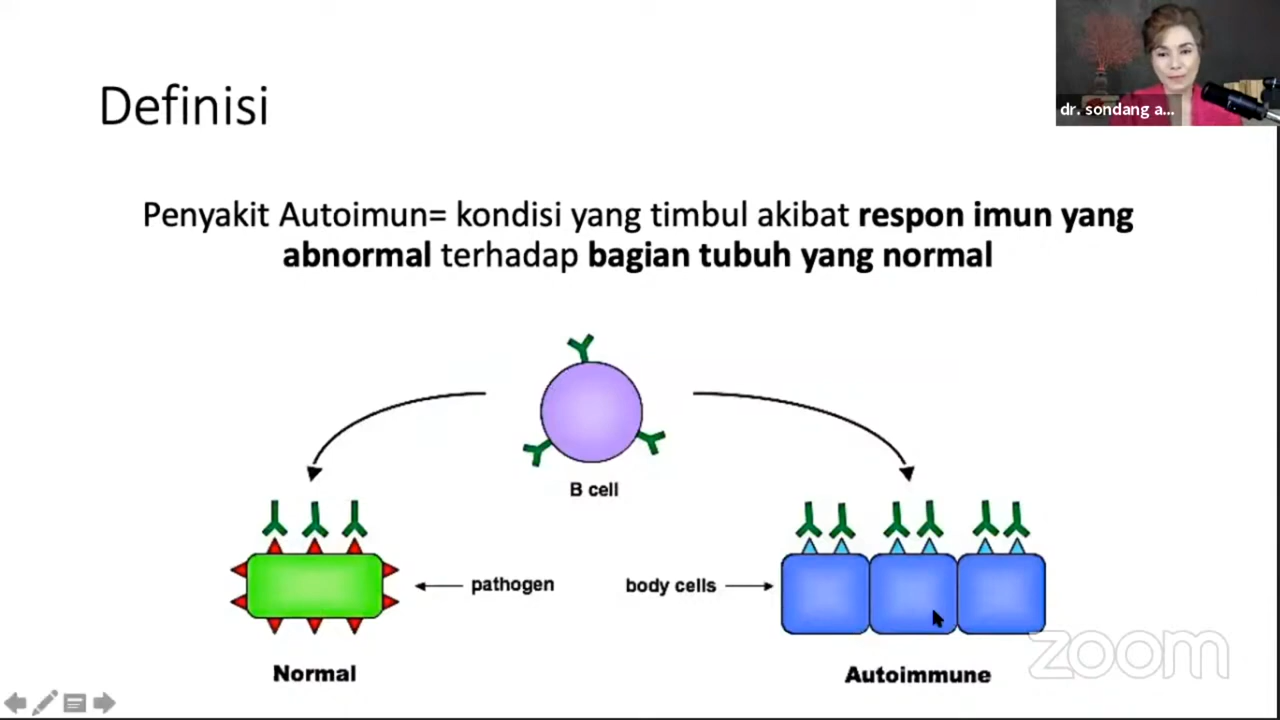 dr. sondang a...
Definisi
Penyakit Autoimun= kondisi yang timbul akibat respon imun yang
abnormal terhadap bagian tubuh yang normal
B cell
pathogen
body cells
Normal
Autoimmune
zoom